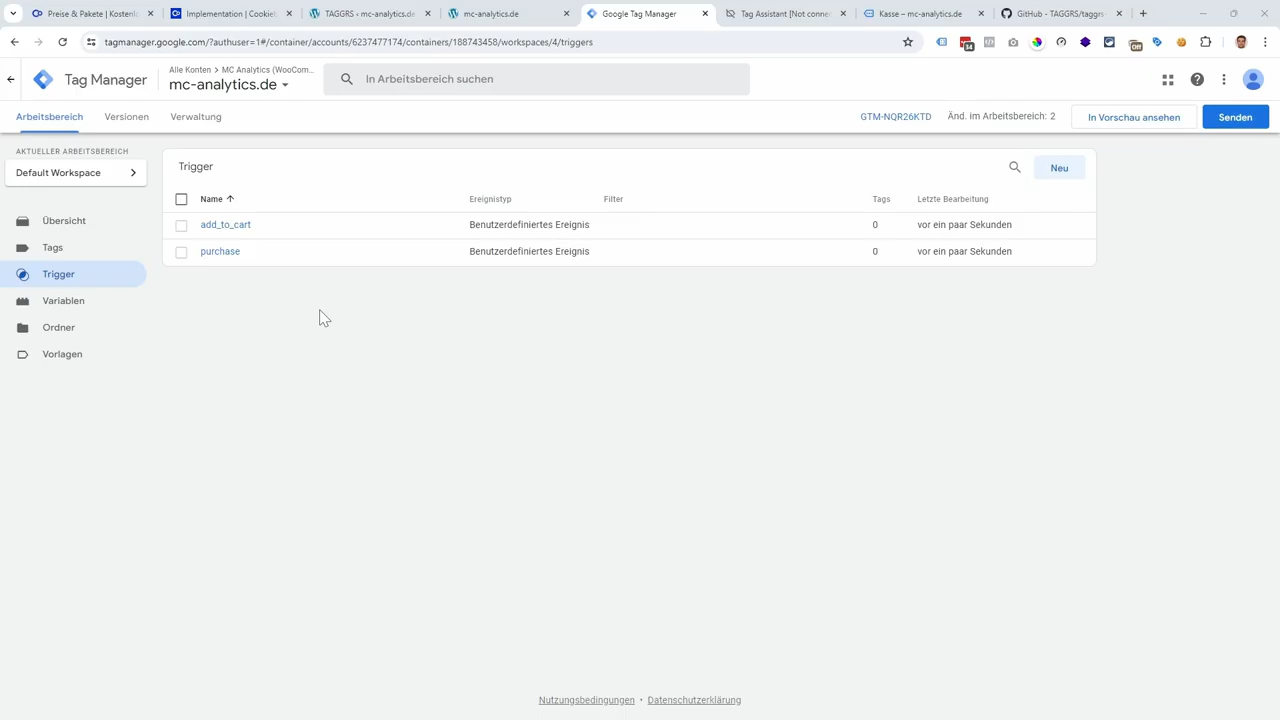 Preise & Pakete | Kostenlo
Implementation | Cookiet
TAGGRS ‹ mc-analytics.de
mc-analytics.de
Google Tag Manager
Tag Assistant [Not connec
Kasse – mc-analytics.de
GitHub - TAGGRS/taggrs
tagmanager.google.com/?authuser=1#/container/accounts/6237477174/containers/188743458/workspaces/4/triggers
14
Off
Tag Manager
Alle Konten > MC Analytics (WooCom...
mc-analytics.de
In Arbeitsbereich suchen
Arbeitsbereich
Versionen
Verwaltung
GTM-NQR26KTD
Änd. im Arbeitsbereich: 2
In Vorschau ansehen
Senden
AKTUELLER ARBEITSBEREICH
Default Workspace
Übersicht
Tags
Trigger
Variablen
Ordner
Vorlagen
Trigger
Neu
Name Ereignistyp Filter Tags Letzte Bearbeitung
add_to_cart Benutzerdefiniertes Ereignis 0 vor ein paar Sekunden
purchase Benutzerdefiniertes Ereignis 0 vor ein paar Sekunden
Nutzungsbedingungen • Datenschutzerklärung